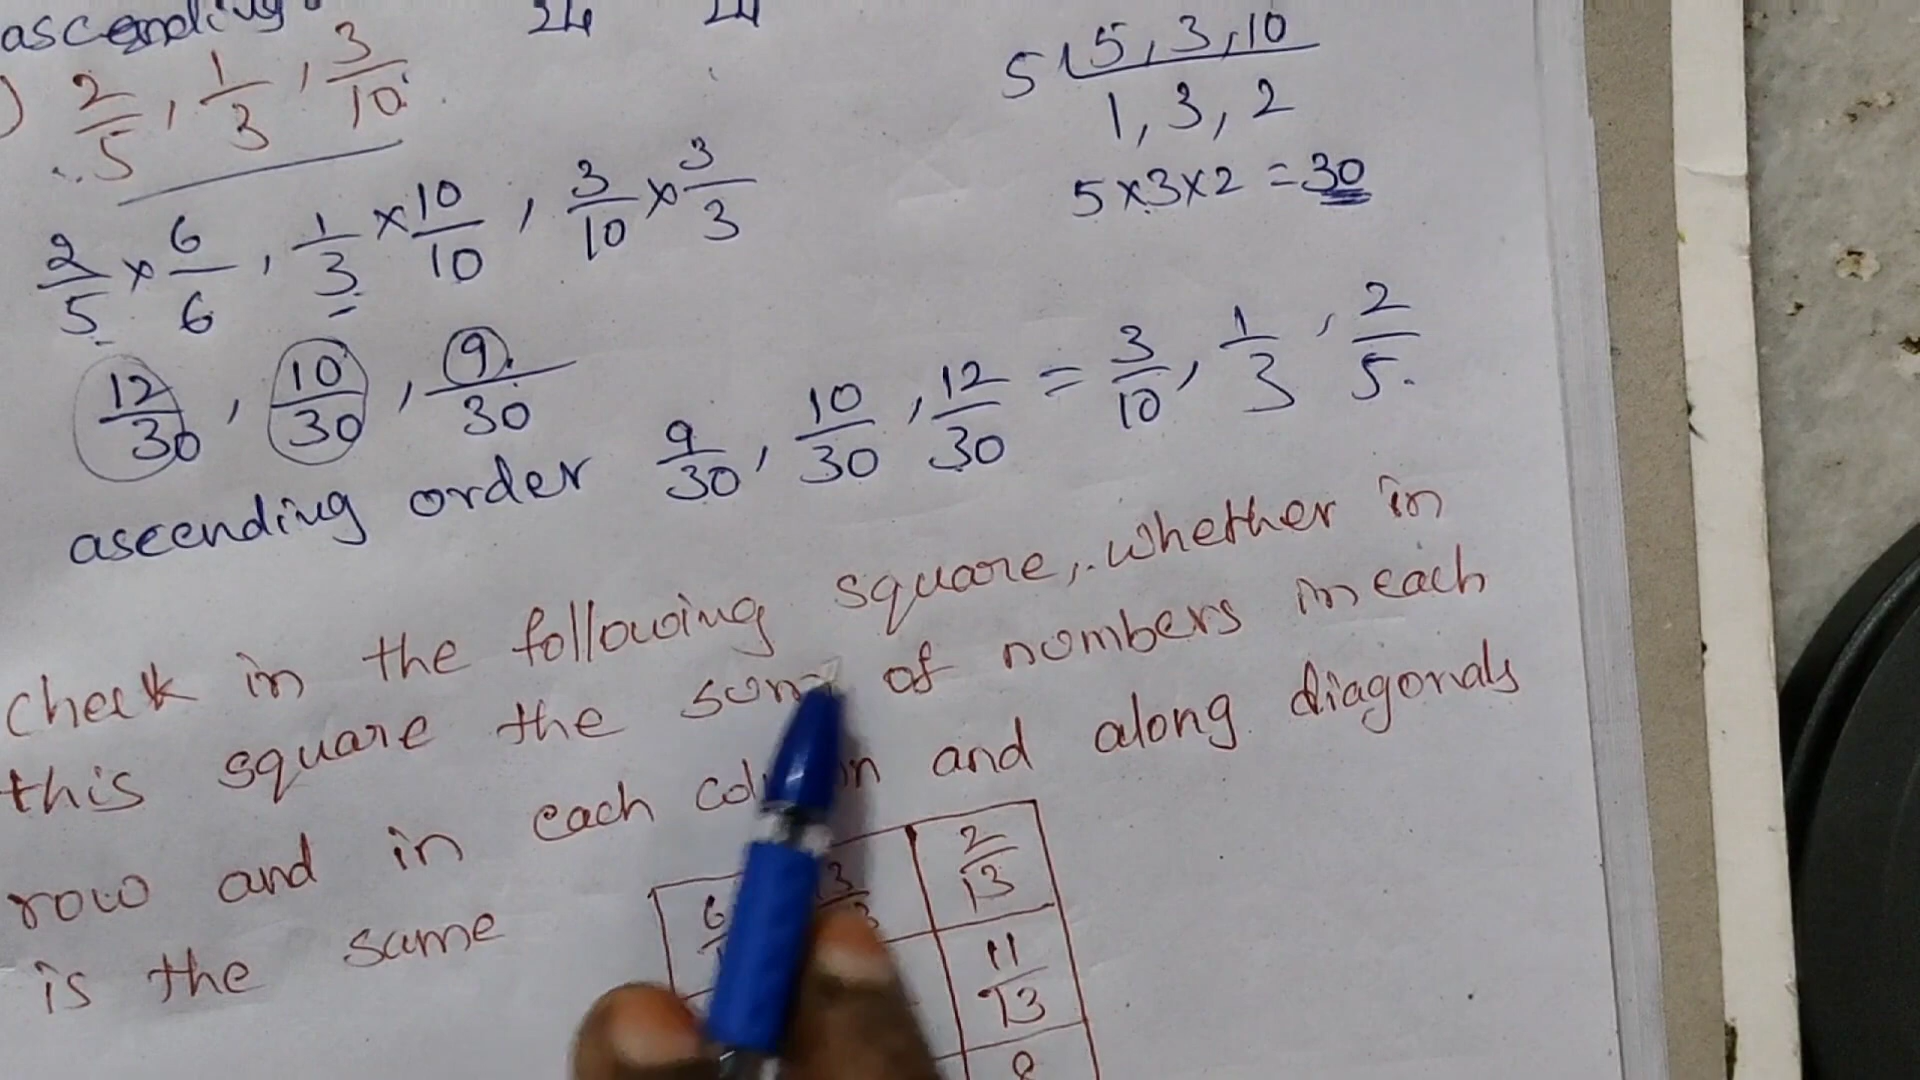 ascending
24 24
) 2/5, 1/3, 3/10
5 | 5, 3, 10
1, 3, 2
5×3×2 = 30
2/5 × 6/6, 1/3 × 10/10, 3/10 × 3/3
12/30, 10/30, 9/30
ascending order 9/30, 10/30, 12/30 = 3/10, 1/3, 2/5.
check in the following square, whether in
this square the sum of numbers in each
row and in each and along diagonals
is the same
2/13
11/13